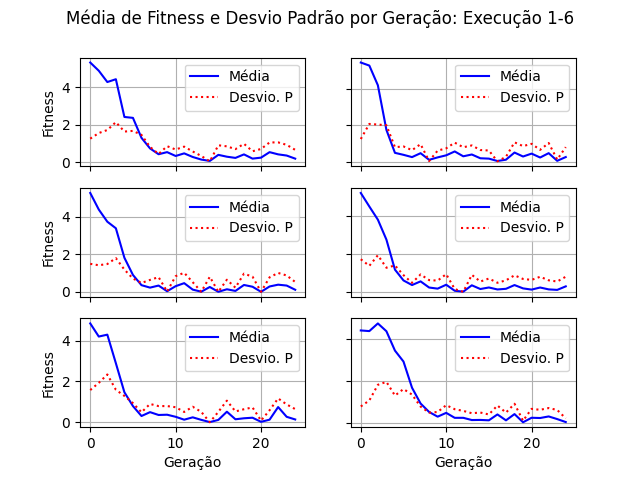 Média de Fitness e Desvio Padrão por Geração: Execução 1-6
Fitness
4
2
0
Média
Desvio. P
Média
Desvio. P
Fitness
4
2
0
Média
Desvio. P
Média
Desvio. P
Fitness
4
2
0
Média
Desvio. P
Média
Desvio. P
0 10 20
0 10 20
Geração
Geração